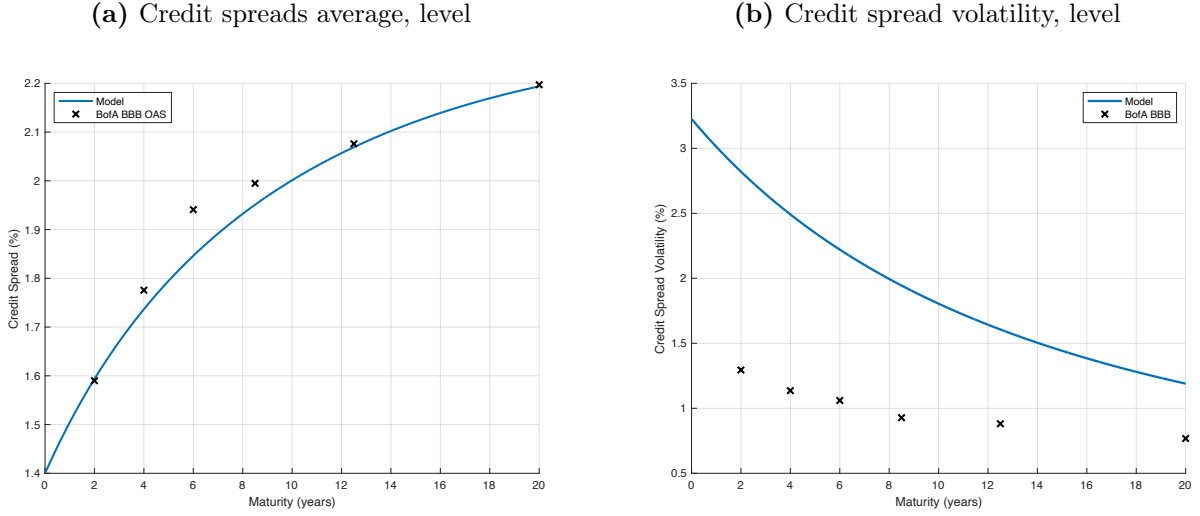 (a) Credit spreads average, level
2.2
2.1
2
1.9
1.8
1.7
1.6
1.5
1.4
Credit Spread (%)
Model
BofA BBB OAS
0 2 4 6 8 10 12 14 16 18 20
Maturity (years)
(b) Credit spread volatility, level
3.5
3
2.5
2
1.5
1
0.5
Credit Spread Volatility (%)
Model
BofA BBB
0 2 4 6 8 10 12 14 16 18 20
Maturity (years)